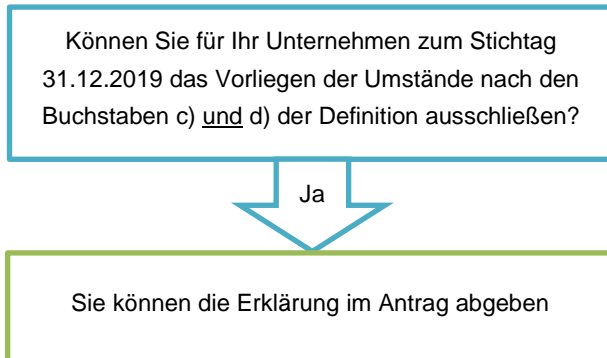 Können Sie für Ihr Unternehmen zum Stichtag
31.12.2019 das Vorliegen der Umstände nach den
Buchstaben c) und d) der Definition ausschließen?
Ja
Sie können die Erklärung im Antrag abgeben